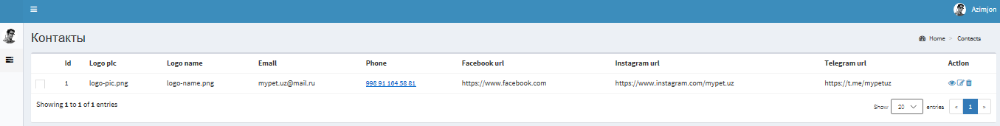 Azimjon
Контакты
Home > Contacts
Id Logo pic Logo name Email Phone Facebook url Instagram url Telegram url Action
1 logo-pic.png logo-name.png mypet.uz@mail.ru 998 91 164 58 81 https://www.facebook.com https://www.instagram.com/mypet.uz https://t.me/mypetuz
Showing 1 to 1 of 1 entries
Show 20 entries « 1 »